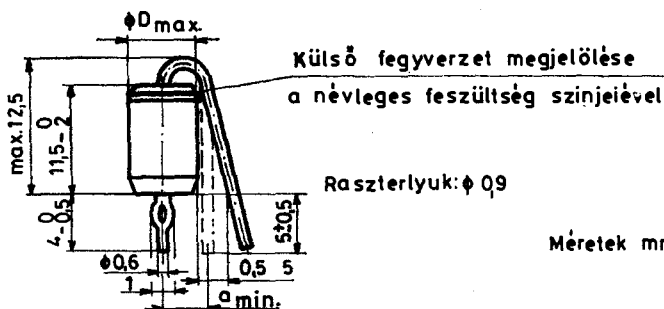 ϕD max.
Külső fegyverzet megjelölése
a névleges feszültség szinjelével
max.12,5
11,5 0 -2
Raszterlyuk: ϕ 0,9
4 0 -0,5
5±0,5
Méretek
ϕ0,6
0,5 5
1
a min.